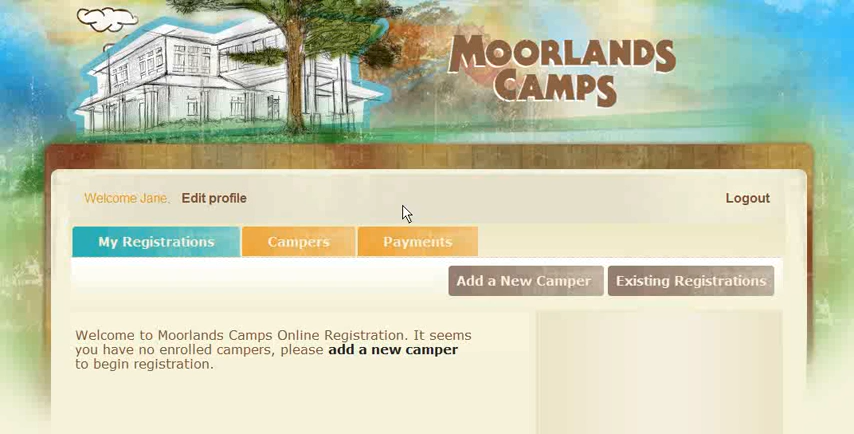 MOORLANDS
CAMPS
Welcome Jane. Edit profile
Logout
My Registrations
Campers
Payments
Add a New Camper
Existing Registrations
Welcome to Moorlands Camps Online Registration. It seems
you have no enrolled campers, please add a new camper
to begin registration.